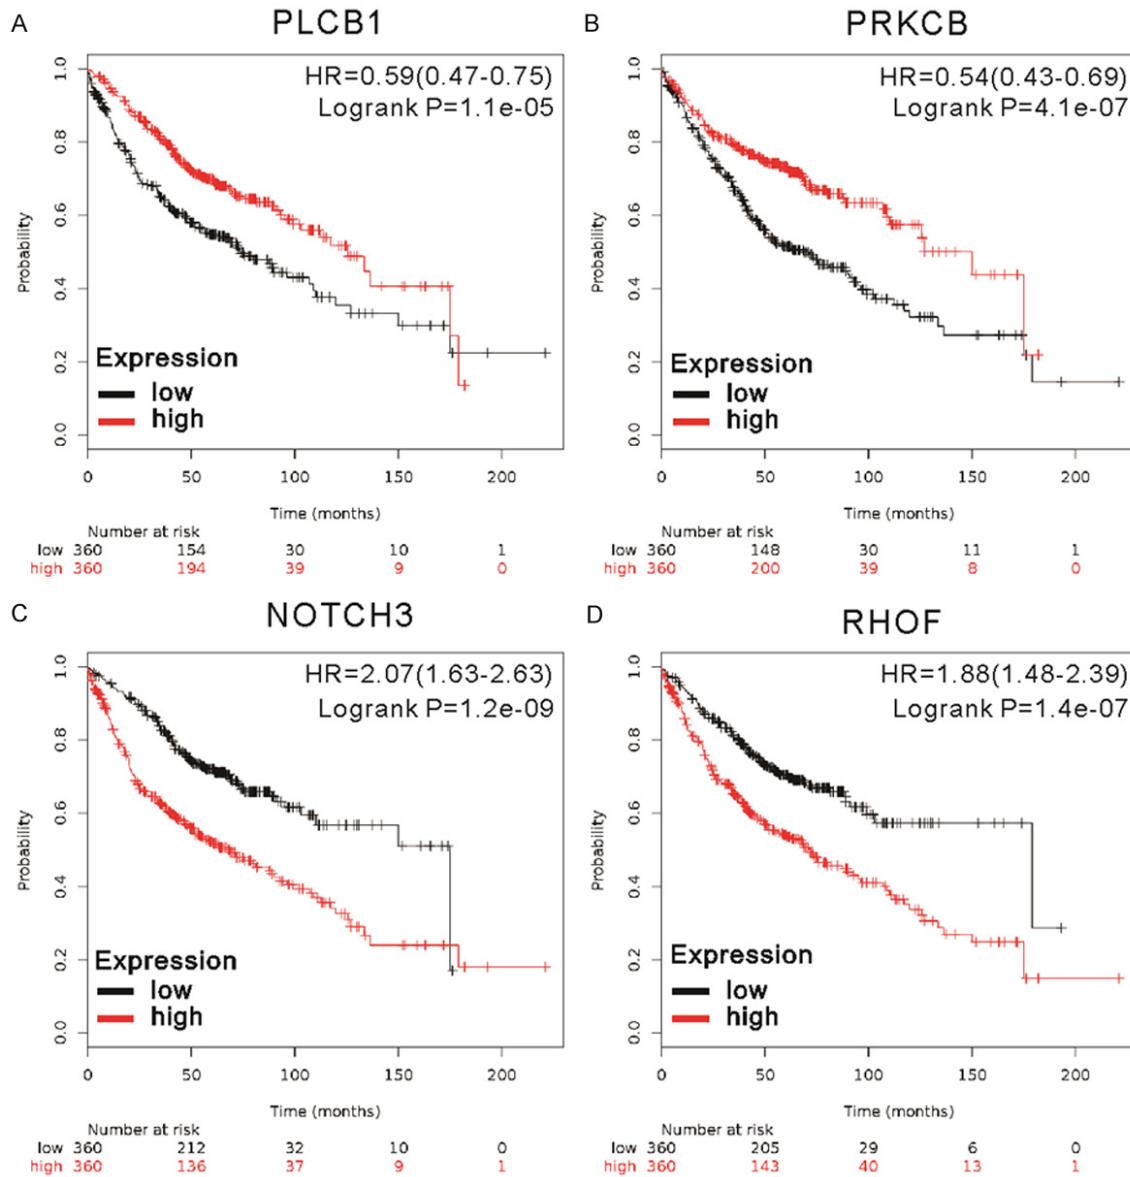 A
PLCB1
HR=0.59(0.47-0.75)
Logrank P=1.1e-05
Probability
1.0
0.8
0.6
0.4
0.2
0.0
Expression
low
high
0 50 100 150 200
Time (months)
Number at risk
low 360 154 30 10 1
high 360 194 39 9 0
B
PRKCB
HR=0.54(0.43-0.69)
Logrank P=4.1e-07
Probability
1.0
0.8
0.6
0.4
0.2
0.0
Expression
low
high
0 50 100 150 200
Time (months)
Number at risk
low 360 148 30 11 1
high 360 200 39 8 0
C
NOTCH3
HR=2.07(1.63-2.63)
Logrank P=1.2e-09
Probability
1.0
0.8
0.6
0.4
0.2
0.0
Expression
low
high
0 50 100 150 200
Time (months)
Number at risk
low 360 212 32 10 0
high 360 136 37 9 1
D
RHOF
HR=1.88(1.48-2.39)
Logrank P=1.4e-07
Probability
1.0
0.8
0.6
0.4
0.2
0.0
Expression
low
high
0 50 100 150 200
Time (months)
Number at risk
low 360 205 29 6 0
high 360 143 40 13 1